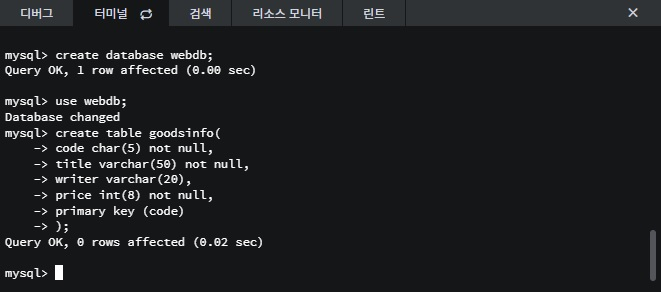 디버그 터미널 검색 리소스 모니터 린트
mysql> create database webdb;
Query OK, 1 row affected (0.00 sec)
mysql> use webdb;
Database changed
mysql> create table goodsinfo(
    -> code char(5) not null,
    -> title varchar(50) not null,
    -> writer varchar(20),
    -> price int(8) not null,
    -> primary key (code)
    -> );
Query OK, 0 rows affected (0.02 sec)
mysql>